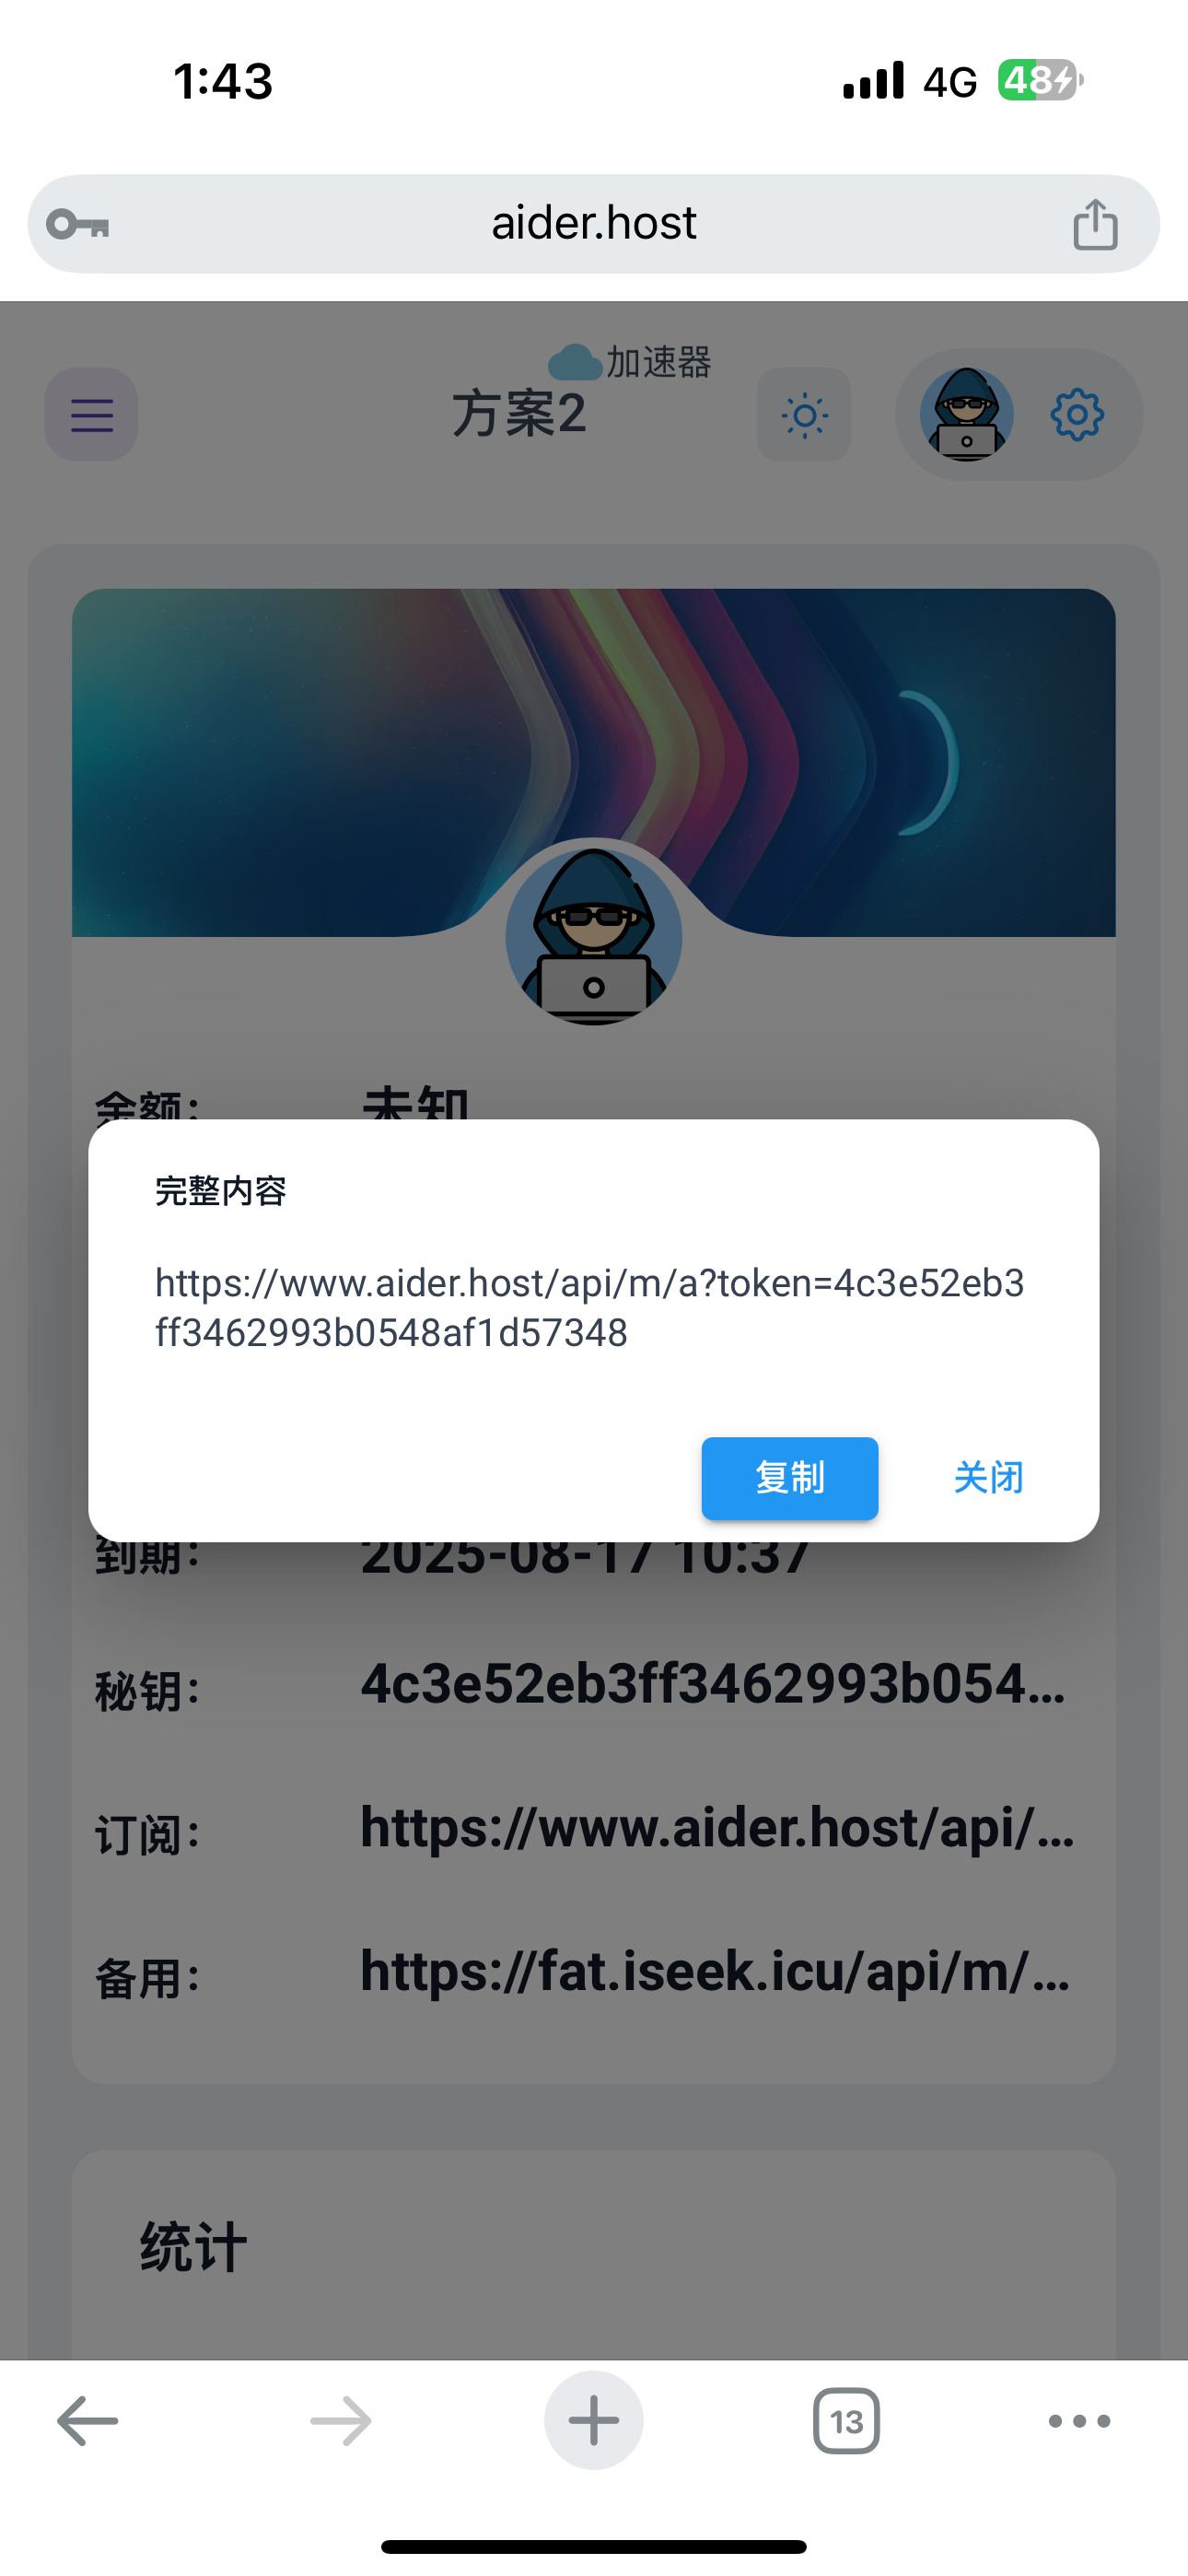 1:43
4G
48
aider.host
加速器
方案2
余额：
未知
完整内容
https://www.aider.host/api/m/a?token=4c3e52eb3
ff3462993b0548af1d57348
复制
关闭
到期：
2025-08-17 10:37
秘钥：
4c3e52eb3ff3462993b054...
订阅：
https://www.aider.host/api/...
备用：
https://fat.iseek.icu/api/m/...
统计
13